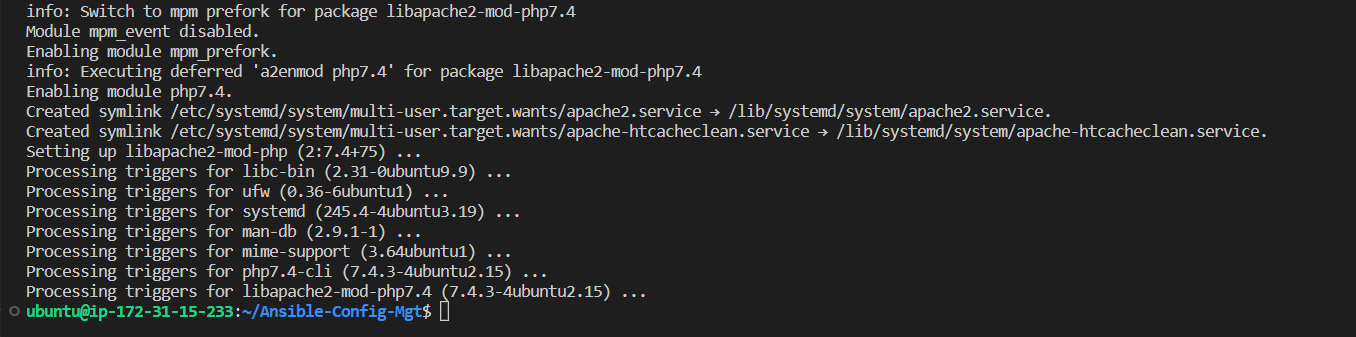 info: Switch to mpm prefork for package libapache2-mod-php7.4
Module mpm_event disabled.
Enabling module mpm_prefork.
info: Executing deferred 'a2enmod php7.4' for package libapache2-mod-php7.4
Enabling module php7.4.
Created symlink /etc/systemd/system/multi-user.target.wants/apache2.service → /lib/systemd/system/apache2.service.
Created symlink /etc/systemd/system/multi-user.target.wants/apache-htcacheclean.service → /lib/systemd/system/apache-htcacheclean.service.
Setting up libapache2-mod-php (2:7.4+75) ...
Processing triggers for libc-bin (2.31-0ubuntu9.9) ...
Processing triggers for ufw (0.36-6ubuntu1) ...
Processing triggers for systemd (245.4-4ubuntu3.19) ...
Processing triggers for man-db (2.9.1-1) ...
Processing triggers for mime-support (3.64ubuntu1) ...
Processing triggers for php7.4-cli (7.4.3-4ubuntu2.15) ...
Processing triggers for libapache2-mod-php7.4 (7.4.3-4ubuntu2.15) ...
ubuntu@ip-172-31-15-233:~/Ansible-Config-Mgt$